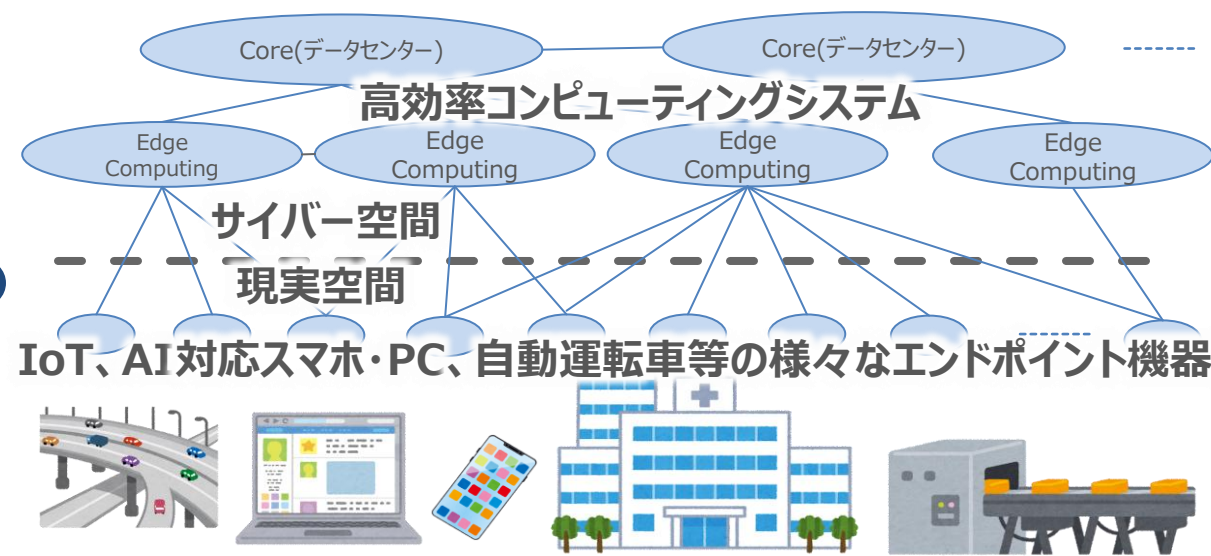 Core(データセンター)
Core(データセンター)
高効率コンピューティングシステム
Edge
Computing
Edge
Computing
Edge
Computing
Edge
Computing
サイバー空間
現実空間
IoT、AI対応スマホ・PC、自動運転車等の様々なエンドポイント機器